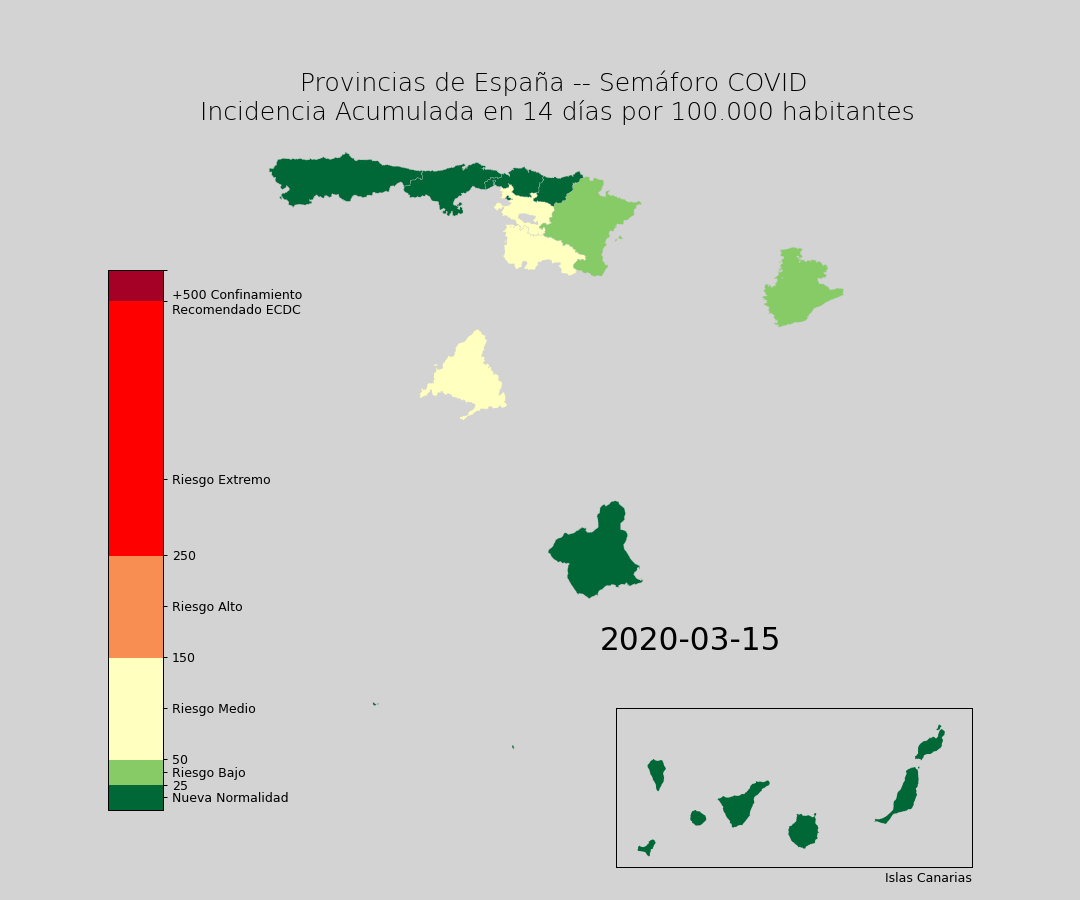 Provincias de España -- Semáforo COVID
Incidencia Acumulada en 14 días por 100.000 habitantes
+500 Confinamiento
Recomendado ECDC
Riesgo Extremo
250
Riesgo Alto
150
Riesgo Medio
50
Riesgo Bajo
25
Nueva Normalidad
2020-03-15
Islas Canarias